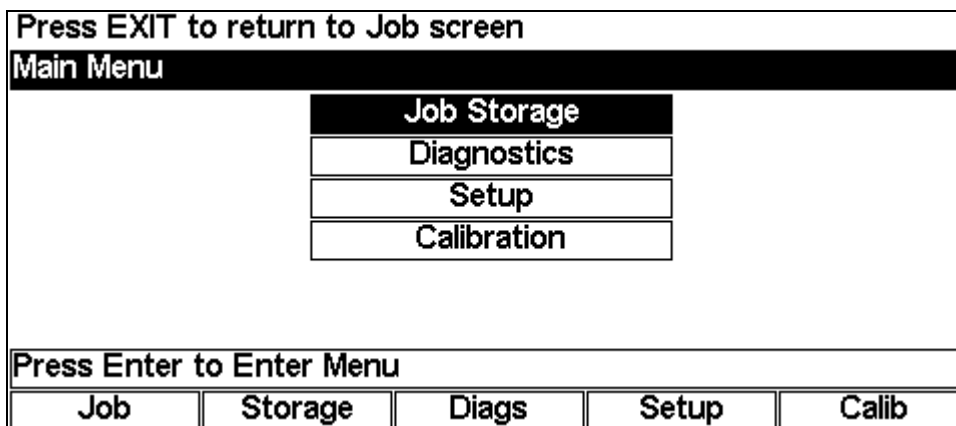 Press EXIT to return to Job screen
Main Menu
Job Storage
Diagnostics
Setup
Calibration
Press Enter to Enter Menu
Job Storage Diags Setup Calib